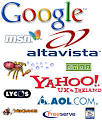 Google
msn
altavista
YAHOO!
UK & IRELAND
LYCOS
AOL.COM
freeserve